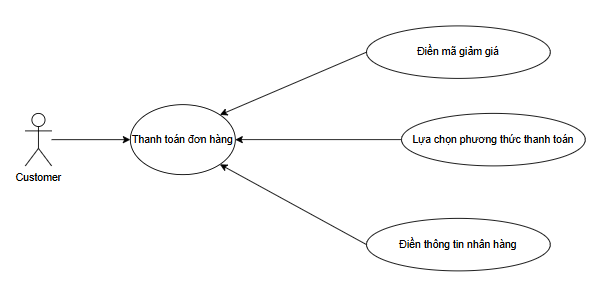 Điền mã giảm giá
Thanh toán đơn hàng
Lựa chọn phương thức thanh toán
Customer
Điền thông tin nhân hàng